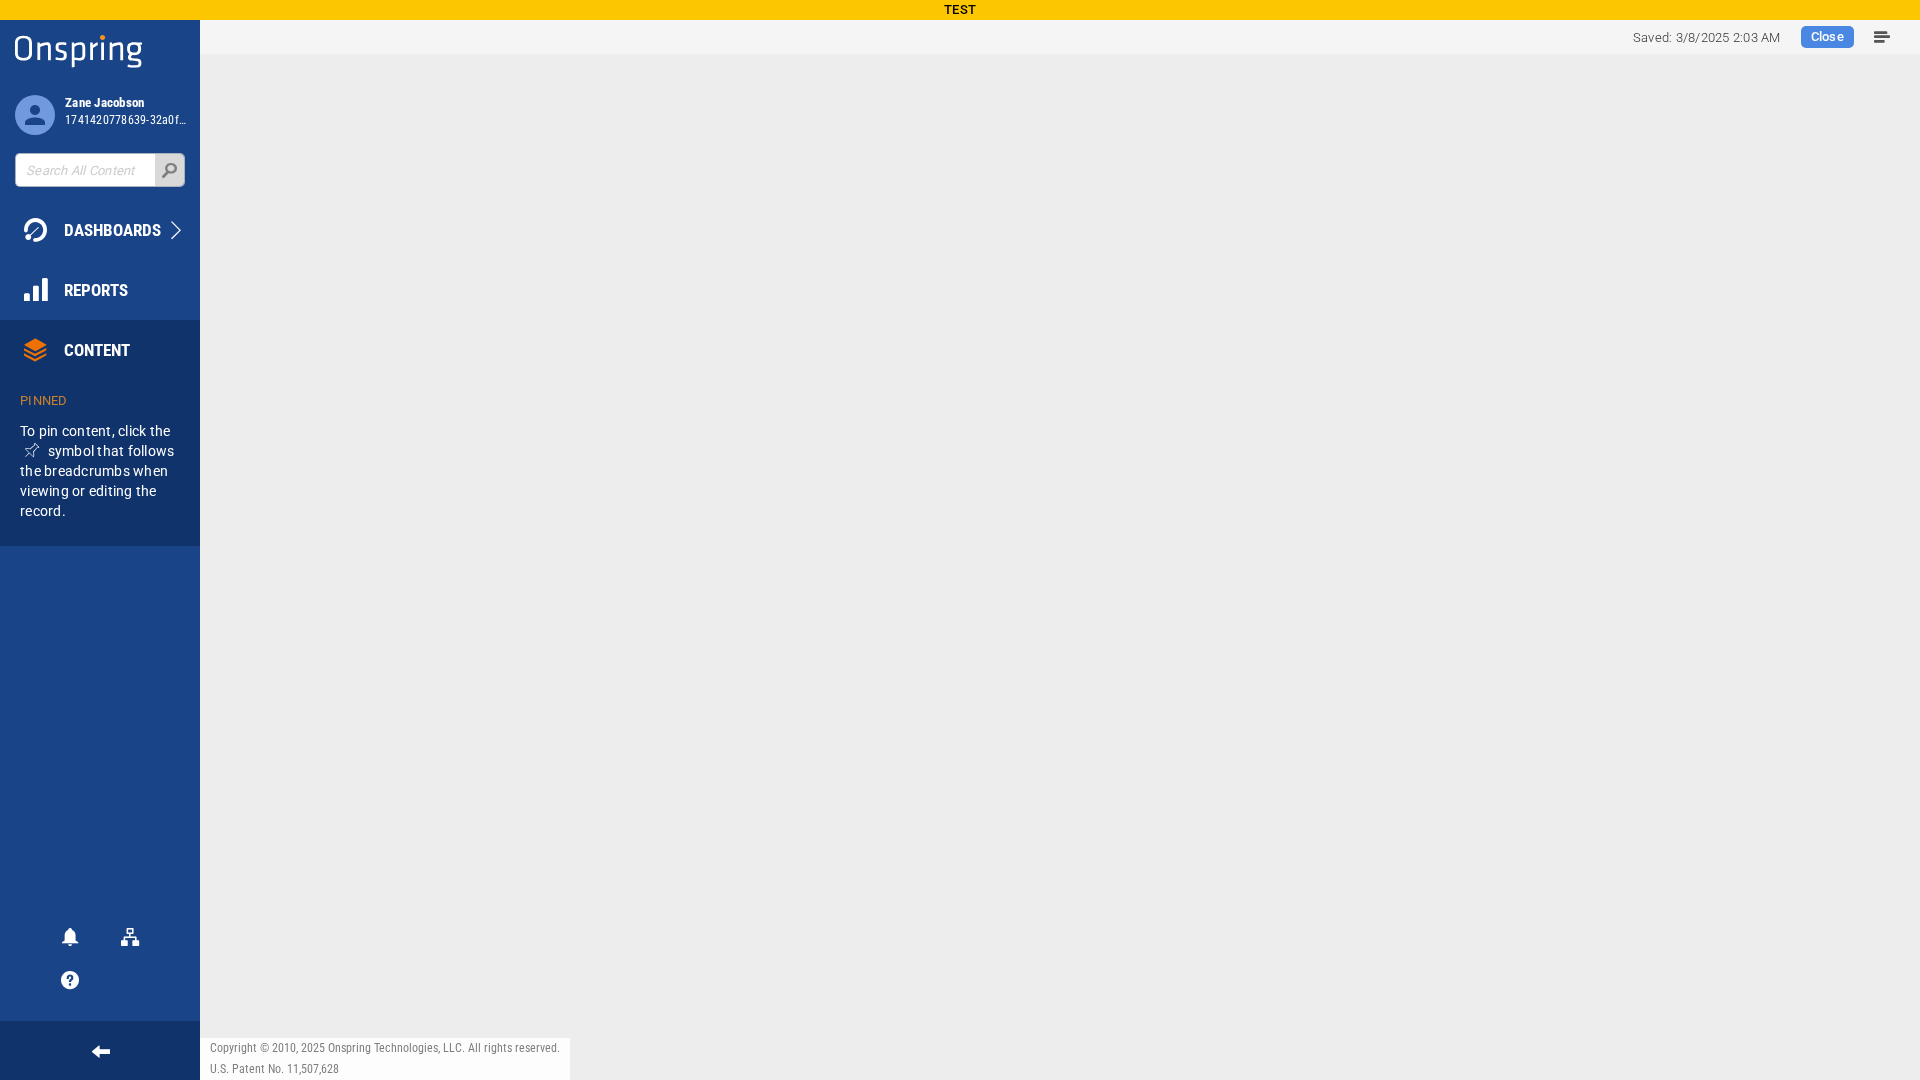 TEST
Onspring
Saved: 3/8/2025 2:03 AM
Close
Zane Jacobson
1741420778639-32a0f...
Search All Content
DASHBOARDS
REPORTS
CONTENT
PINNED
To pin content, click the
symbol that follows
the breadcrumbs when
viewing or editing the
record.
Copyright © 2010, 2025 Onspring Technologies, LLC. All rights reserved.
U.S. Patent No. 11,507,628